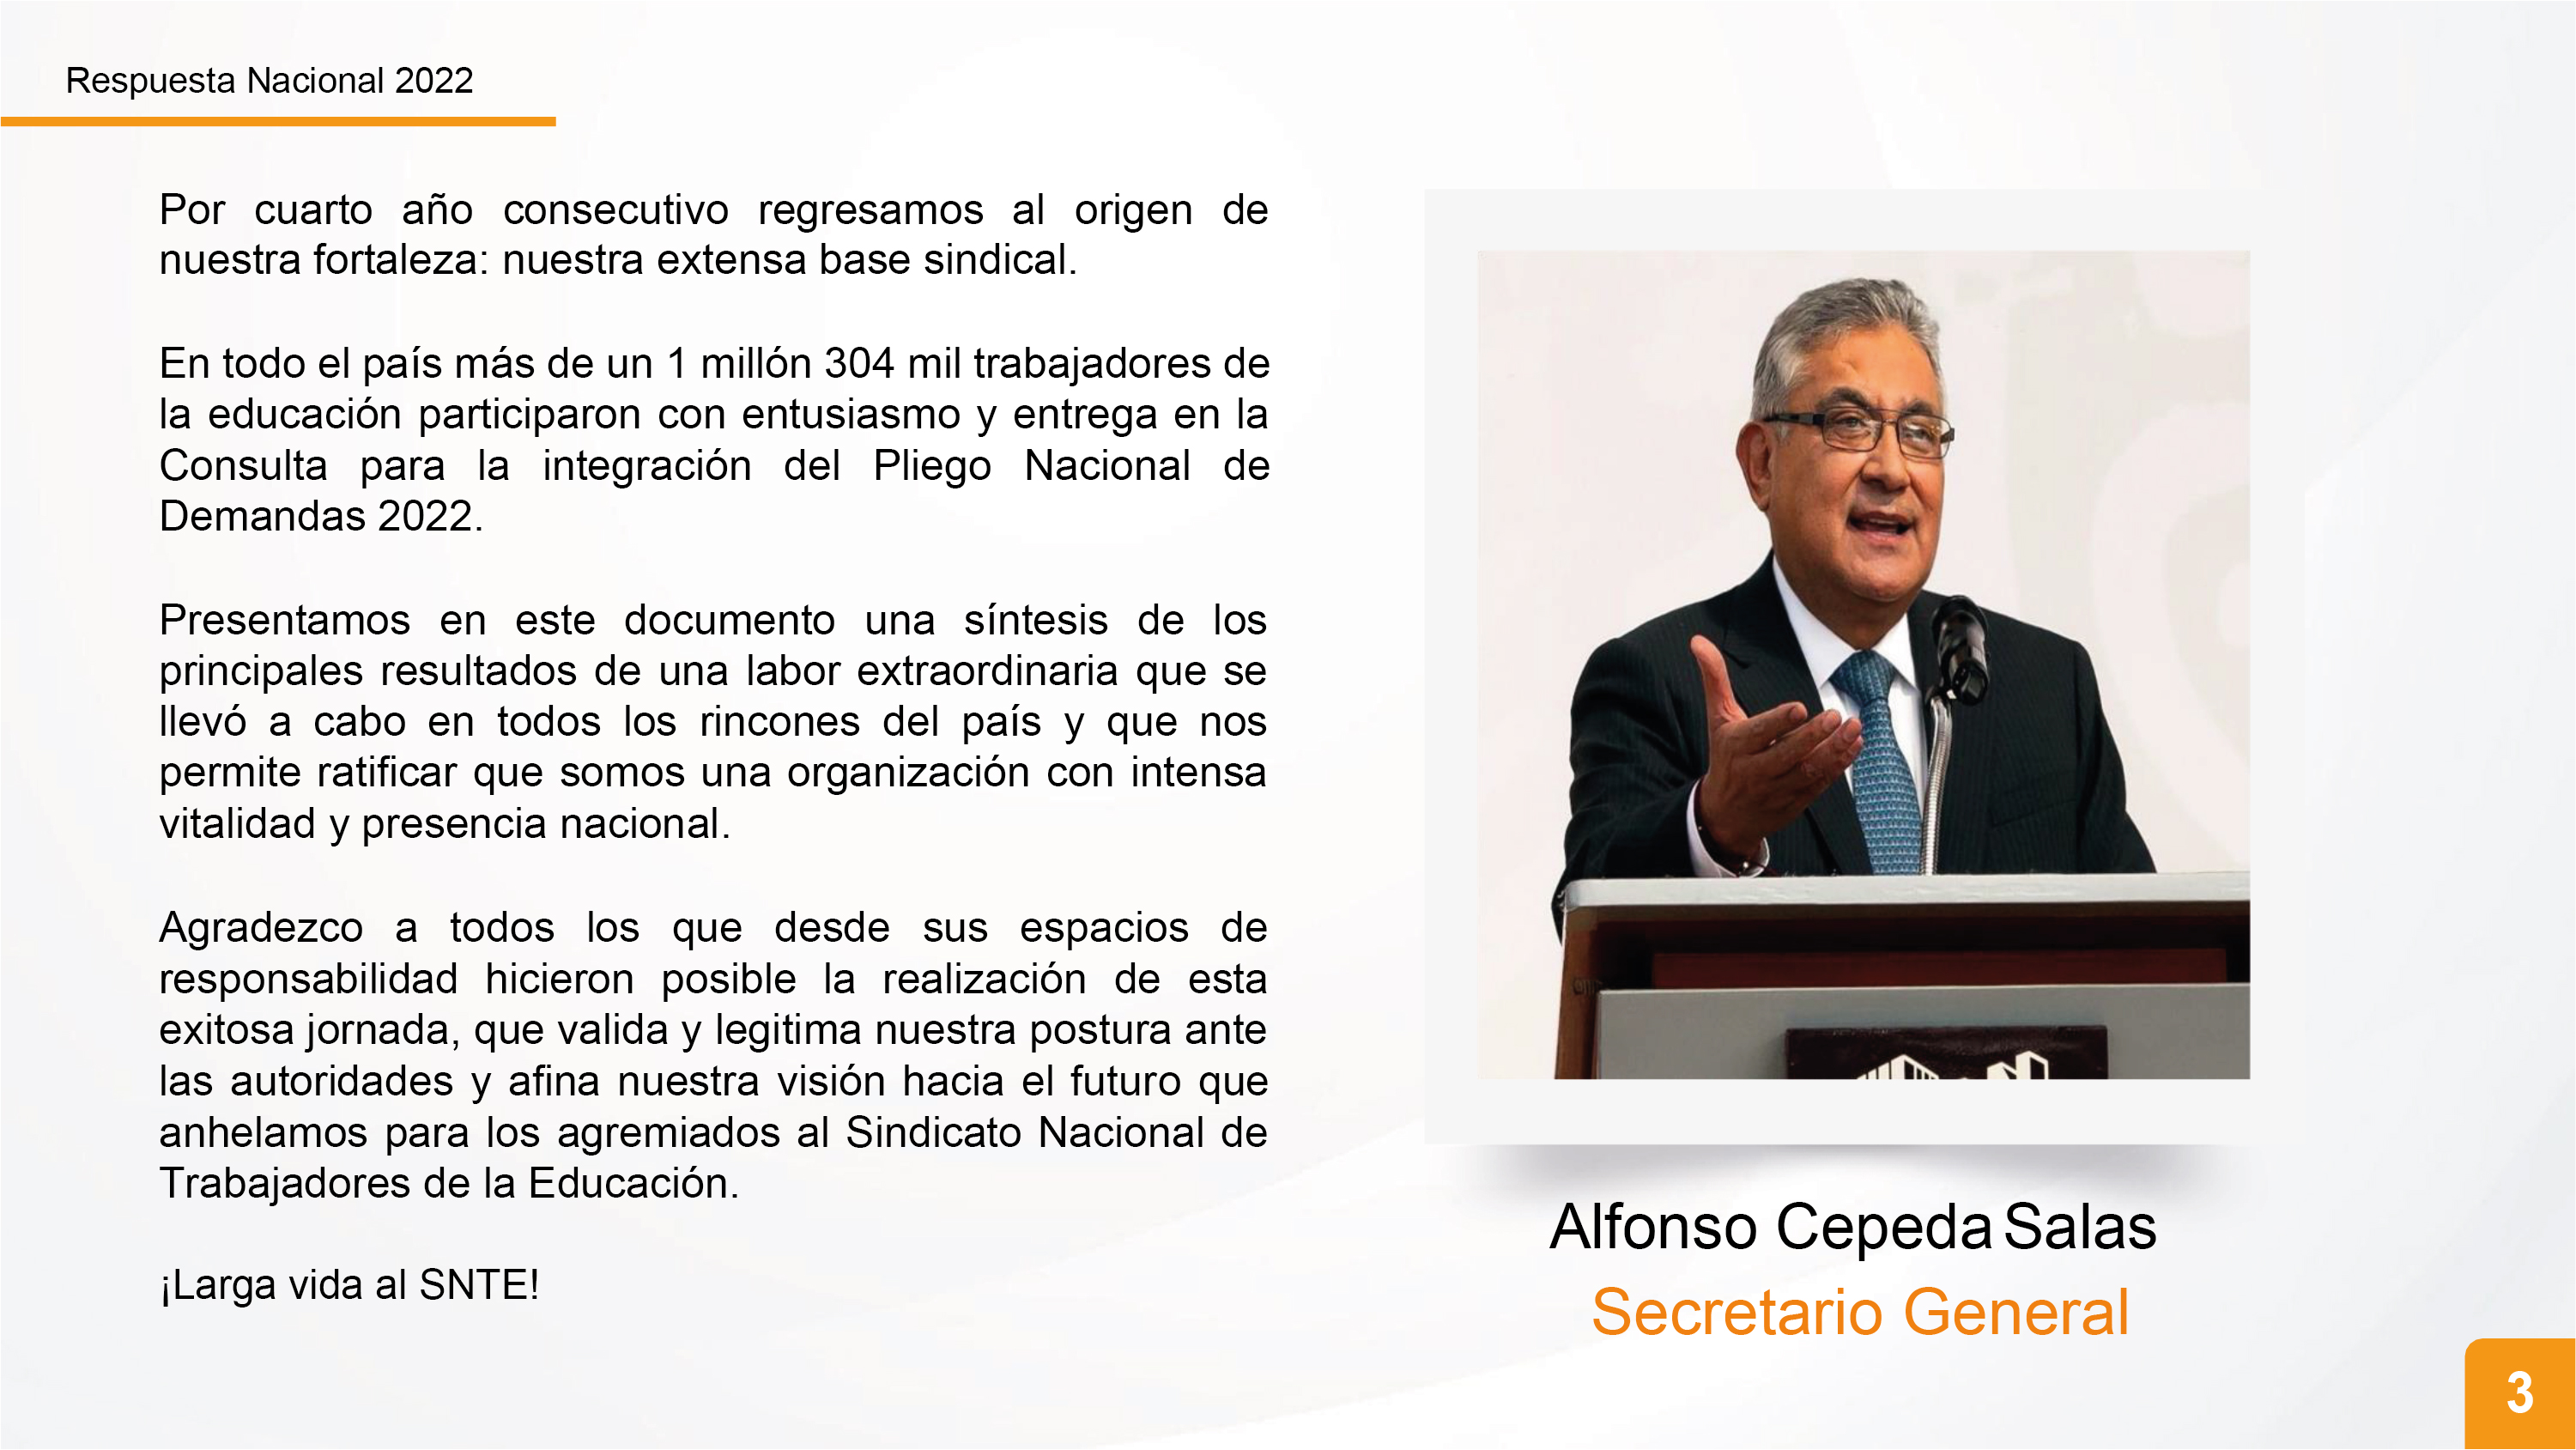 Respuesta Nacional 2022
Por cuarto año consecutivo regresamos al origen de
nuestra fortaleza: nuestra extensa base sindical.
En todo el país más de un 1 millón 304 mil trabajadores de
la educación participaron con entusiasmo y entrega en la
Consulta para la integración del Pliego Nacional de
Demandas 2022.
Presentamos en este documento una síntesis de los
principales resultados de una labor extraordinaria que se
llevó a cabo en todos los rincones del país y que nos
permite ratificar que somos una organización con intensa
vitalidad y presencia nacional.
Agradezco a todos los que desde sus espacios de
responsabilidad hicieron posible la realización de esta
exitosa jornada, que valida y legitima nuestra postura ante
las autoridades y afina nuestra visión hacia el futuro que
anhelamos para los agremiados al Sindicato Nacional de
Trabajadores de la Educación.
¡Larga vida al SNTE!
Alfonso Cepeda Salas
Secretario General
3